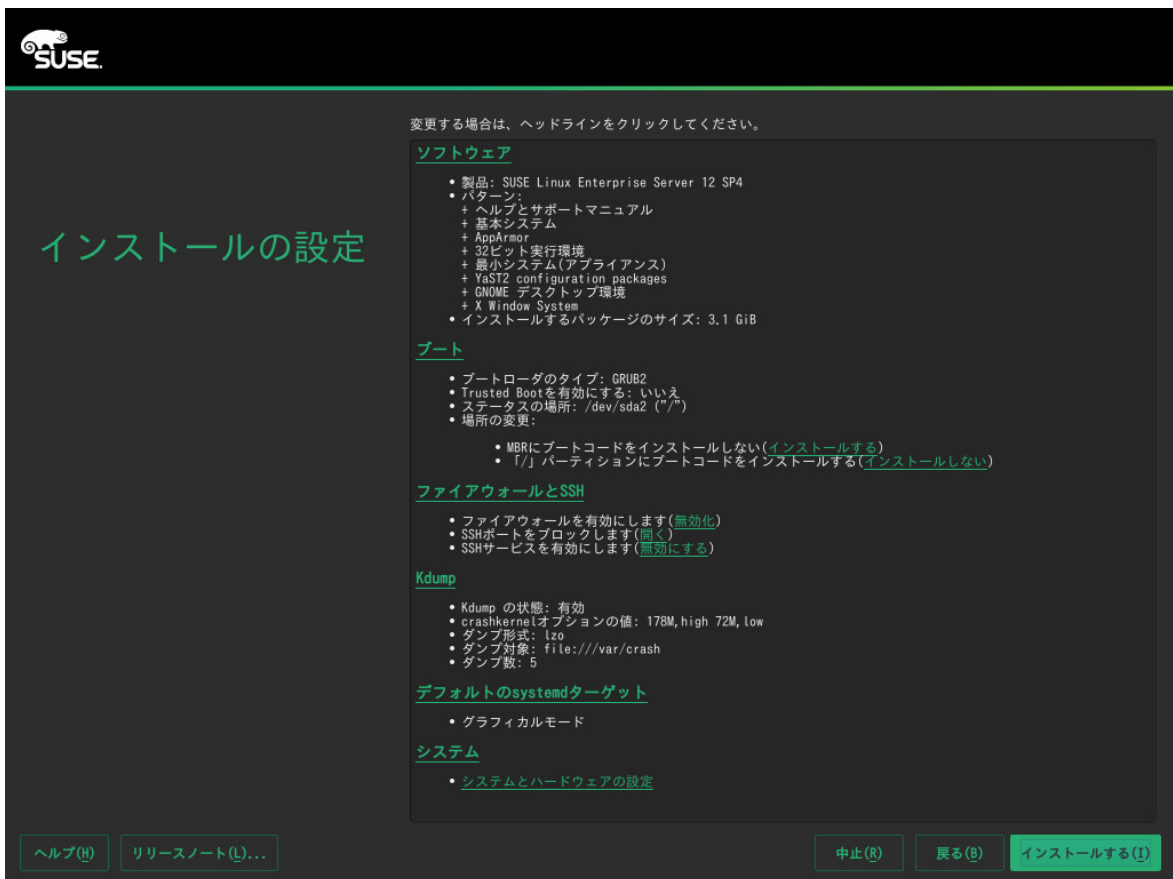 SUSE.
変更する場合は、ヘッドラインをクリックしてください。
インストールの設定
ソフトウェア
• 製品: SUSE Linux Enterprise Server 12 SP4
• パターン:
+ ヘルプとサポートマニュアル
+ 基本システム
+ AppArmor
+ 32ビット実行環境
+ 最小システム(アプライアンス)
+ YaST2 configuration packages
+ GNOME デスクトップ環境
+ X Window System
• インストールするパッケージのサイズ: 3.1 GiB
ブート
• ブートローダのタイプ: GRUB2
• Trusted Bootを有効にする: いいえ
• ステータスの場所: /dev/sda2 ("/")
• 場所の変更:
• MBRにブートコードをインストールしない(インストールする)
• 「/」パーティションにブートコードをインストールする(インストールしない)
ファイアウォールとSSH
• ファイアウォールを有効にします(無効化)
• SSHポートをブロックします(開く)
• SSHサービスを有効にします(無効にする)
Kdump
• Kdump の状態: 有効
• crashkernelオプションの値: 178M,high 72M,low
• ダンプ形式: lzo
• ダンプ対象: file:///var/crash
• ダンプ数: 5
デフォルトのsystemdターゲット
• グラフィカルモード
システム
• システムとハードウェアの設定
ヘルプ(H) リリースノート(L)... 中止(R) 戻る(B) インストールする(I)